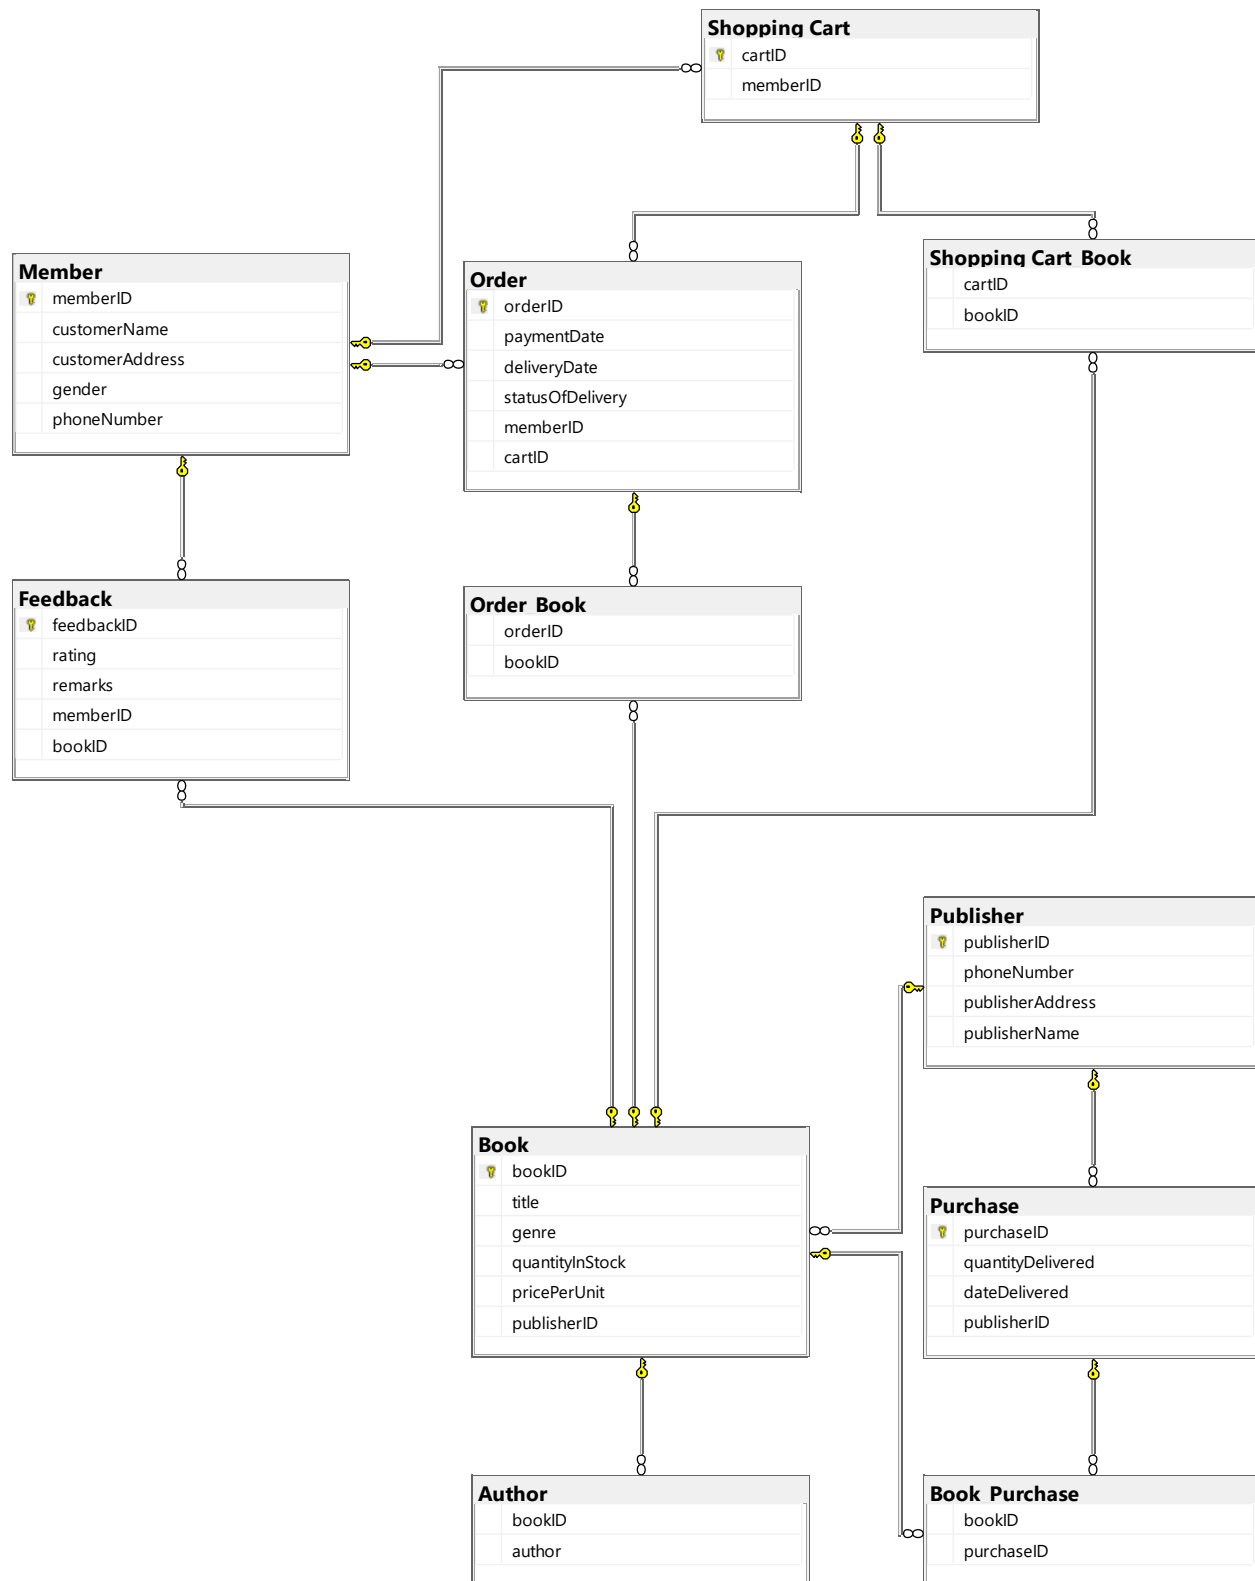 Shopping Cart
cartID
memberID
Member
memberID
customerName
customerAddress
gender
phoneNumber
Order
orderID
paymentDate
deliveryDate
statusOfDelivery
memberID
cartID
Shopping Cart_Book
cartID
bookID
Feedback
feedbackID
rating
remarks
memberID
bookID
Order_Book
orderID
bookID
Publisher
publisherID
phoneNumber
publisherAddress
publisherName
Book
bookID
title
genre
quantityInStock
pricePerUnit
publisherID
Purchase
purchaseID
quantityDelivered
dateDelivered
publisherID
Author
bookID
author
Book_Purchase
bookID
purchaseID